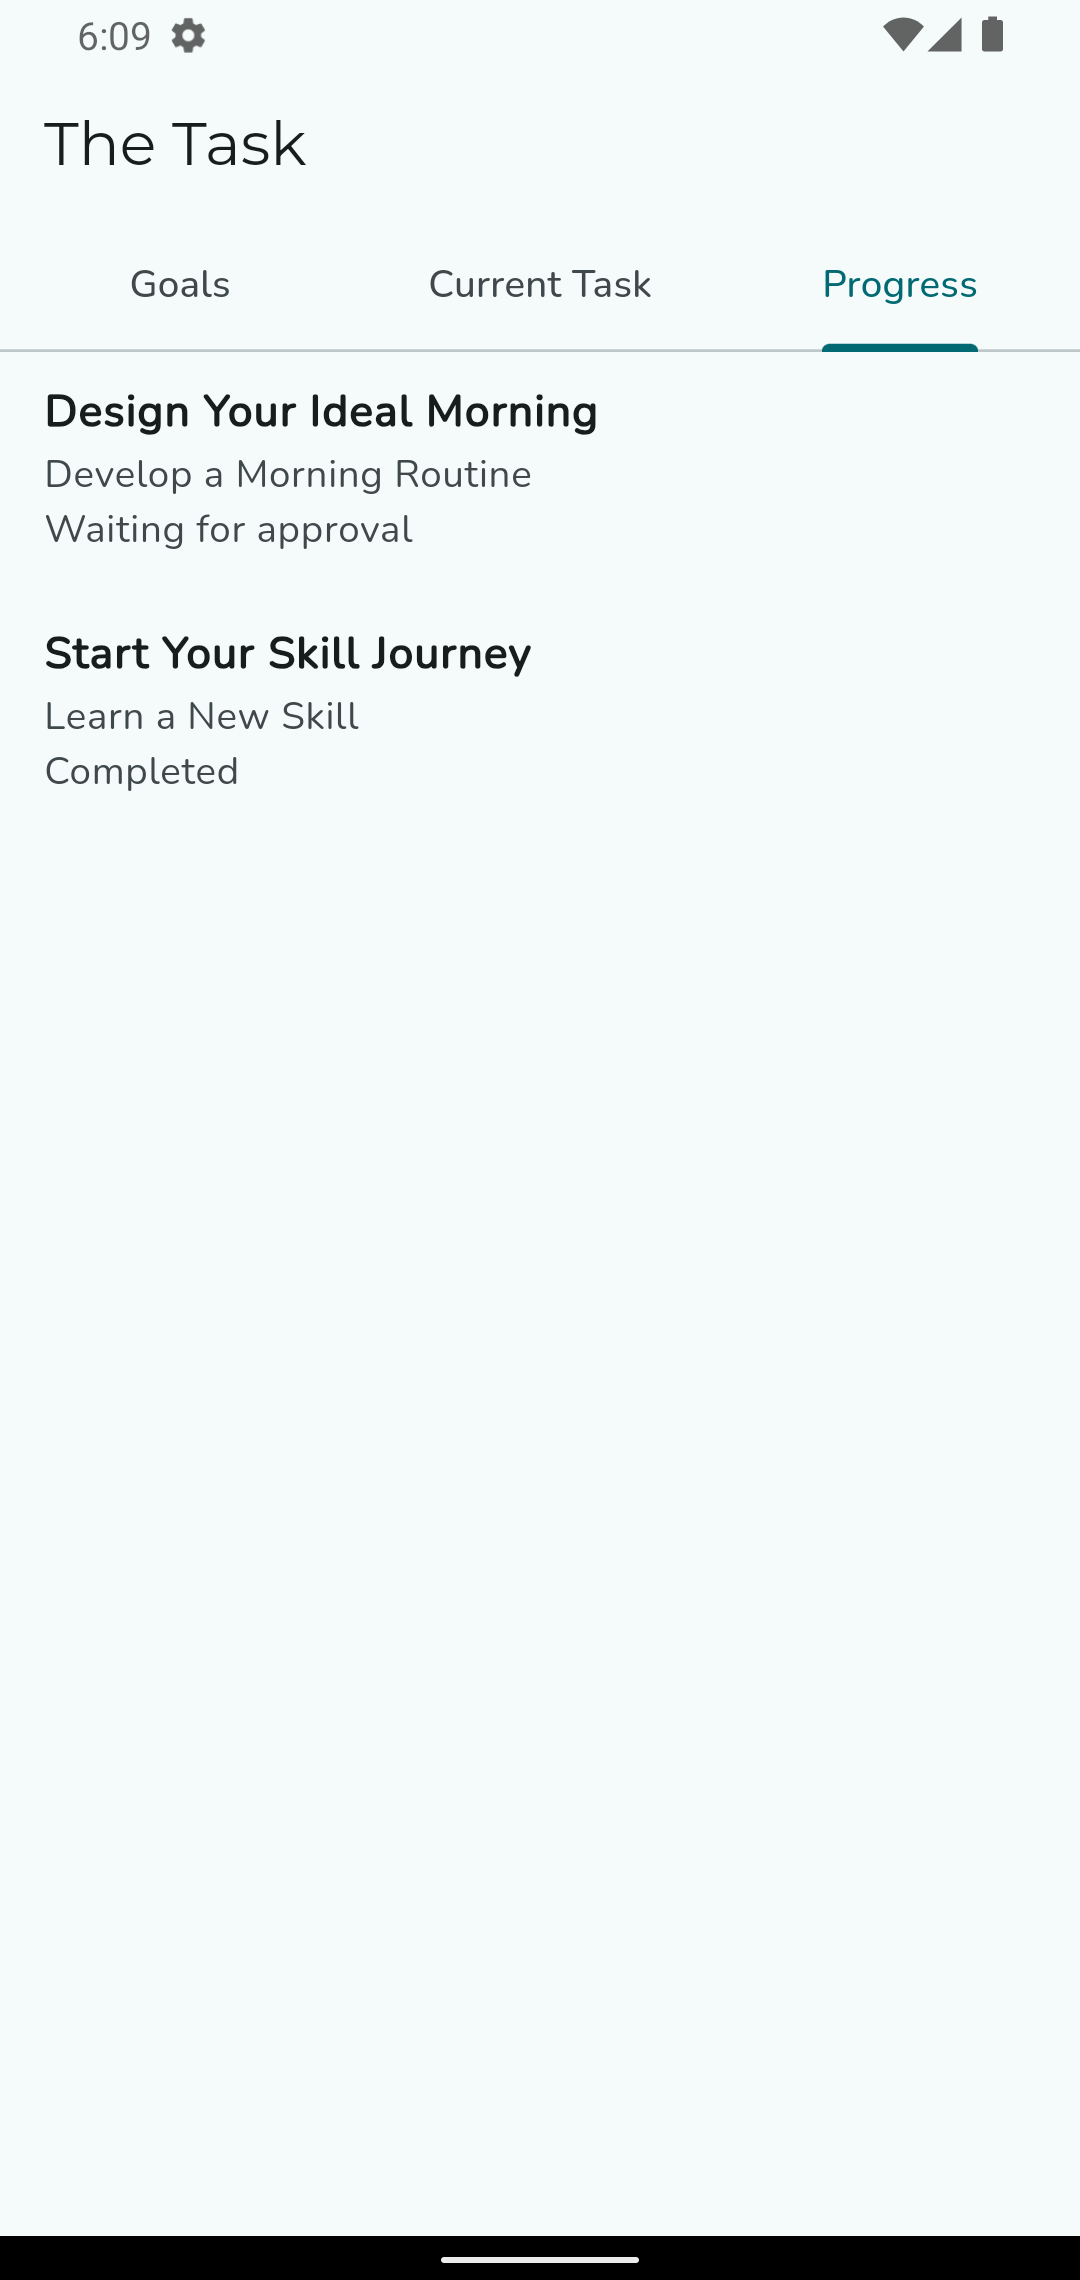 6:09
The Task
Goals Current Task Progress
Design Your Ideal Morning
Develop a Morning Routine
Waiting for approval
Start Your Skill Journey
Learn a New Skill
Completed